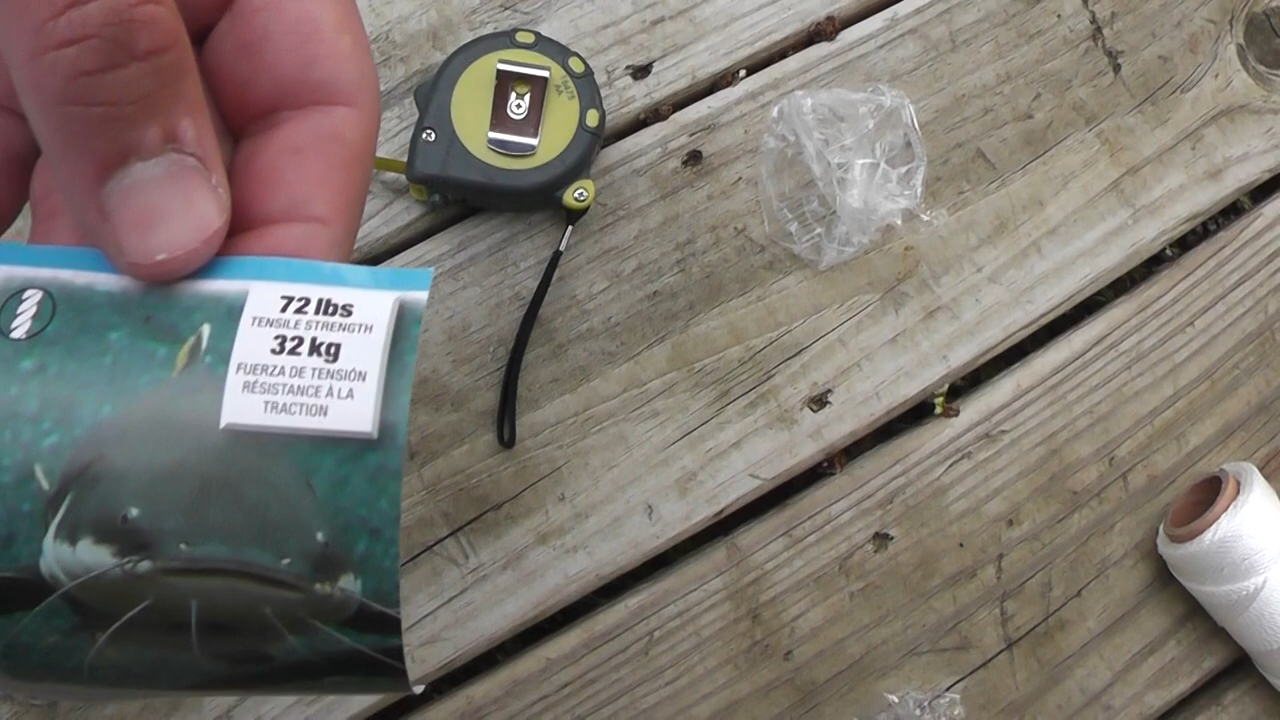 72 lbs
TENSILE STRENGTH
32 kg
FUERZA DE TENSIÓN
RÉSISTANCE À LA
TRACTION